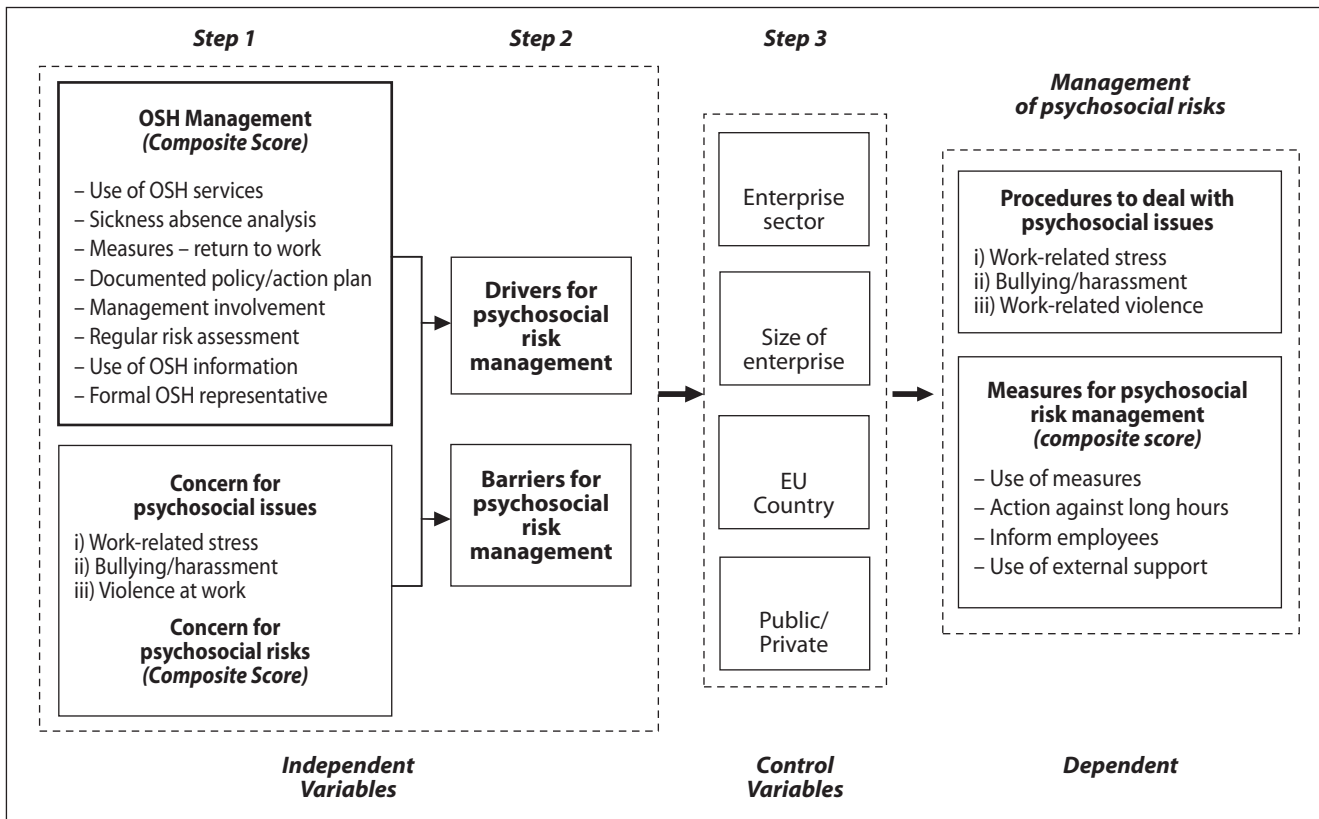 Step 1
Step 2
Step 3
Management
of psychosocial risks
OSH Management
(Composite Score)
– Use of OSH services
– Sickness absence analysis
– Measures – return to work
– Documented policy/action plan
– Management involvement
– Regular risk assessment
– Use of OSH information
– Formal OSH representative
Concern for
psychosocial issues
i) Work-related stress
ii) Bullying/harassment
iii) Violence at work
Concern for
psychosocial risks
(Composite Score)
Drivers for
psychosocial
risk
management
Barriers for
psychosocial
risk
management
Enterprise
sector
Size of
enterprise
EU
Country
Public/
Private
Procedures to deal with
psychosocial issues
i) Work-related stress
ii) Bullying/harassment
iii) Work-related violence
Measures for psychosocial
risk management
(composite score)
– Use of measures
– Action against long hours
– Inform employees
– Use of external support
Independent
Variables
Control
Variables
Dependent